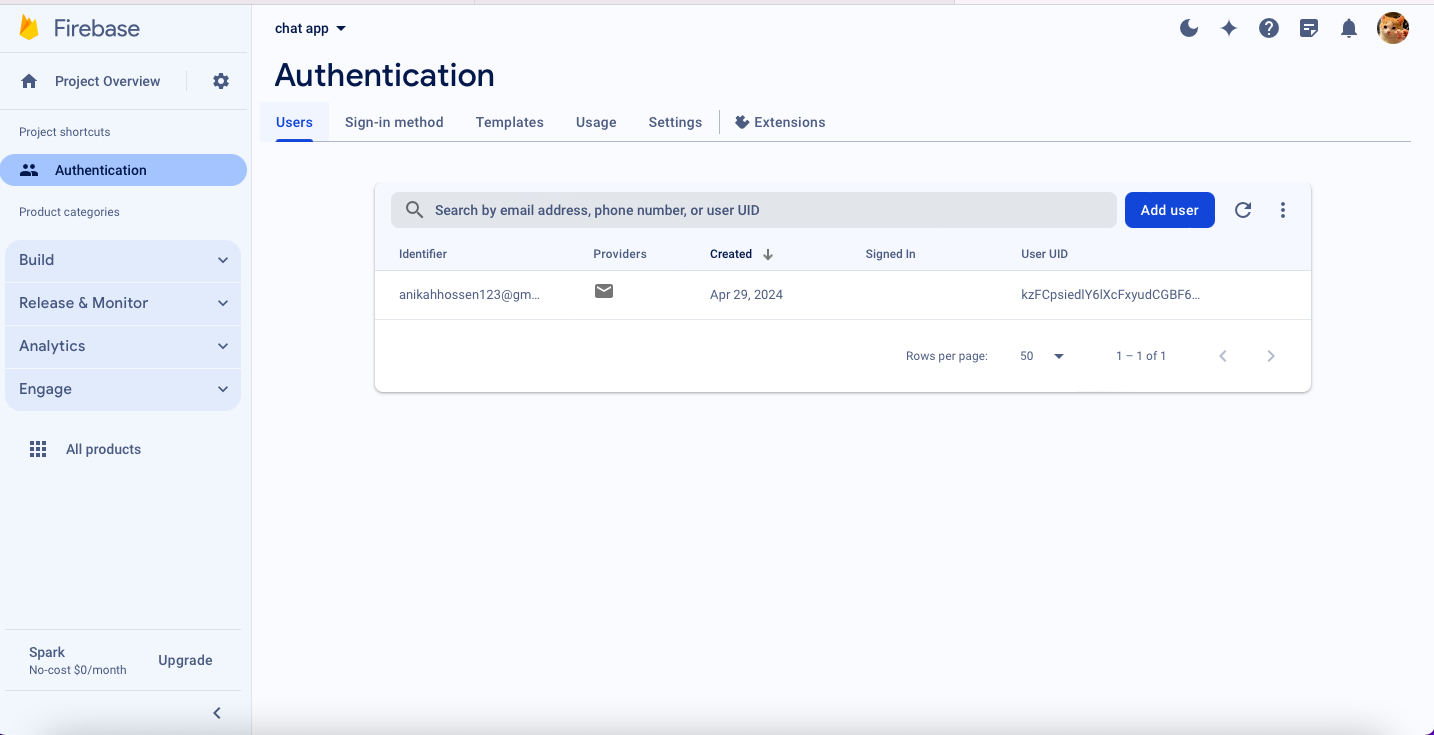 Firebase
chat app
Project Overview
Authentication
Users
Sign-in method
Templates
Usage
Settings
Extensions
Project shortcuts
Authentication
Product categories
Build
Release & Monitor
Analytics
Engage
All products
Search by email address, phone number, or user UID
Add user
Identifier Providers Created Signed In User UID
anikahhossen123@gm... Apr 29, 2024 kzFCpsiedlY6lXcFxyudCGBF6...
Rows per page: 50 1 – 1 of 1
Spark
No-cost $0/month
Upgrade